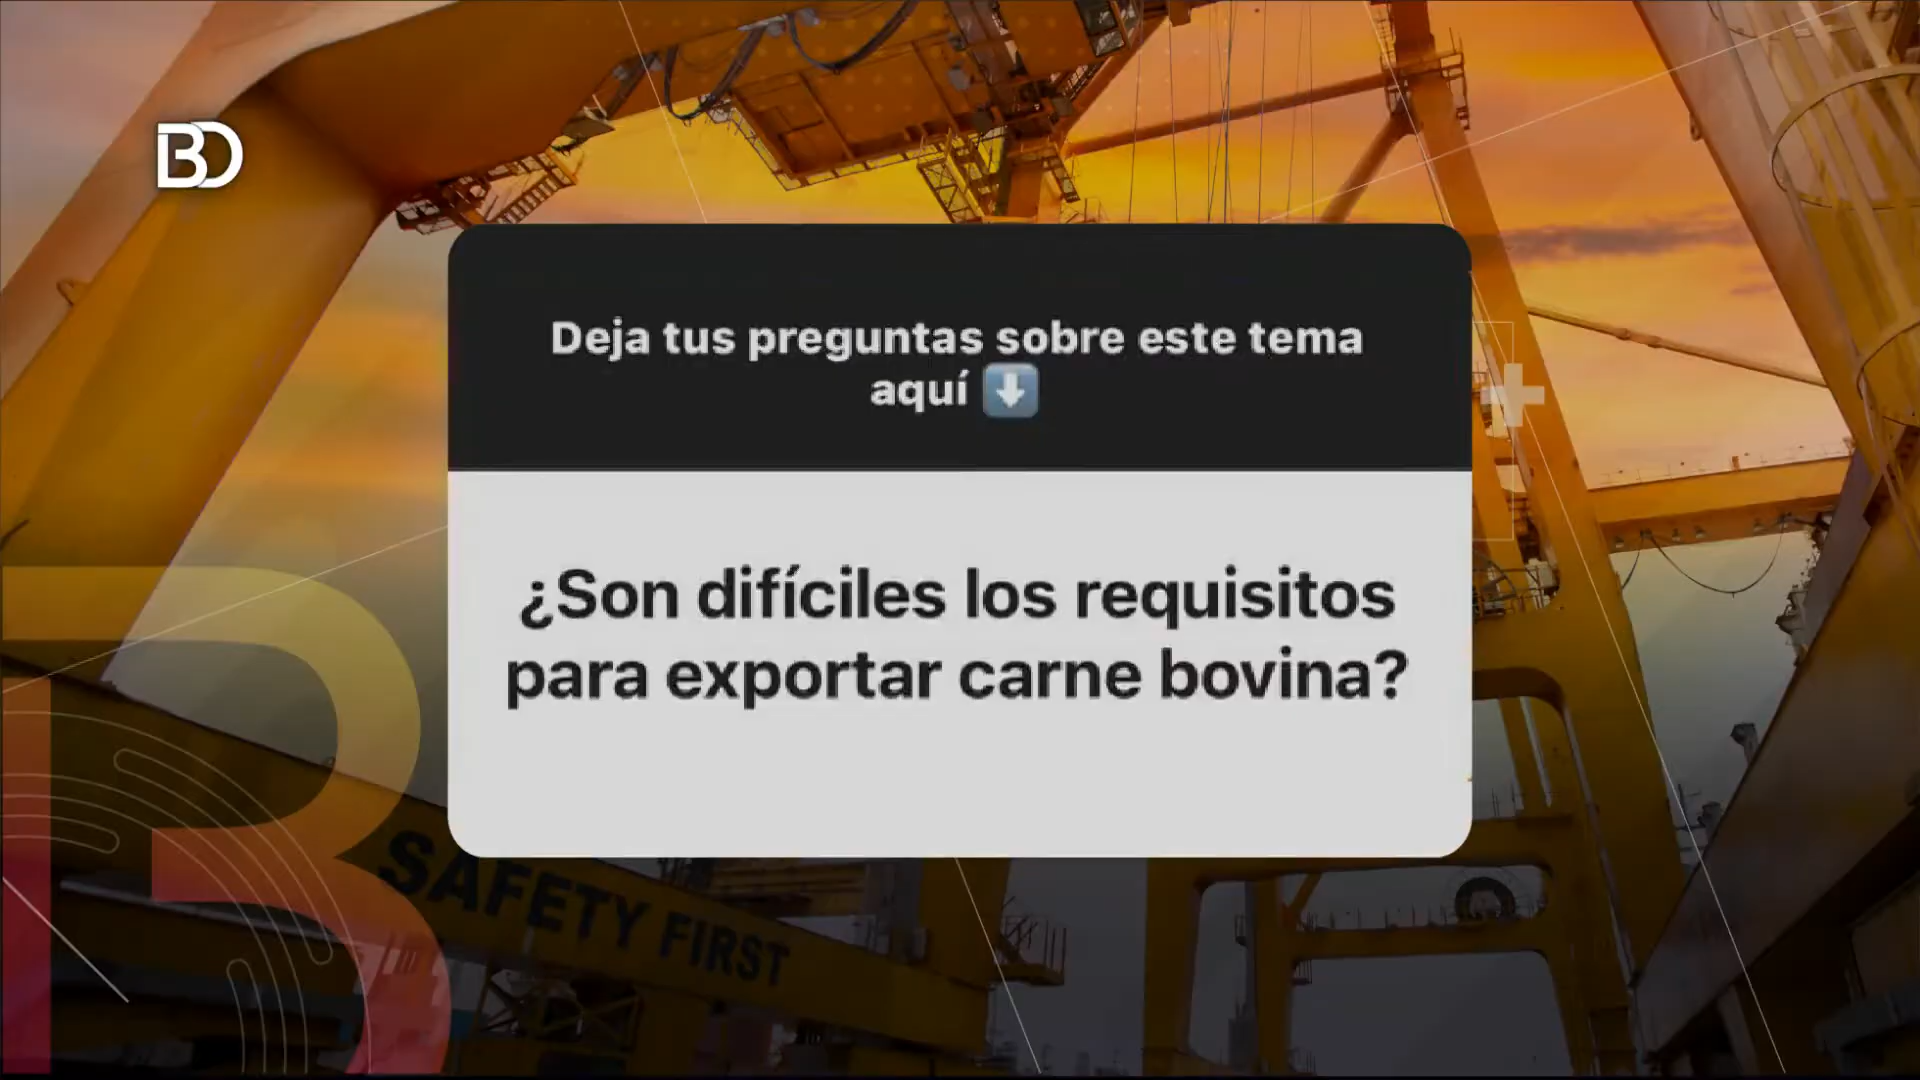 BD
Deja tus preguntas sobre este tema
aquí ⬇️
¿Son difíciles los requisitos
para exportar carne bovina?
SAFETY FIRST